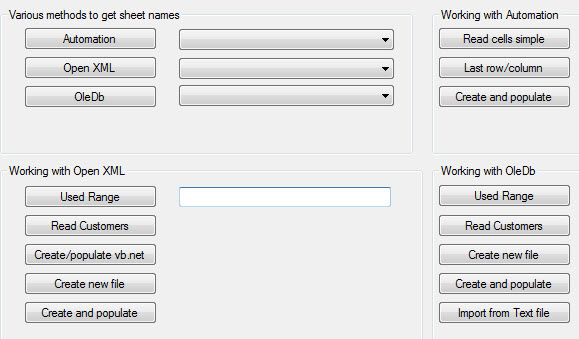 Various methods to get sheet names
Automation
Open XML
OleDb
Working with Automation
Read cells simple
Last row/column
Create and populate
Working with Open XML
Used Range
Read Customers
Create/populate vb.net
Create new file
Create and populate
Working with OleDb
Used Range
Read Customers
Create new file
Create and populate
Import from Text file